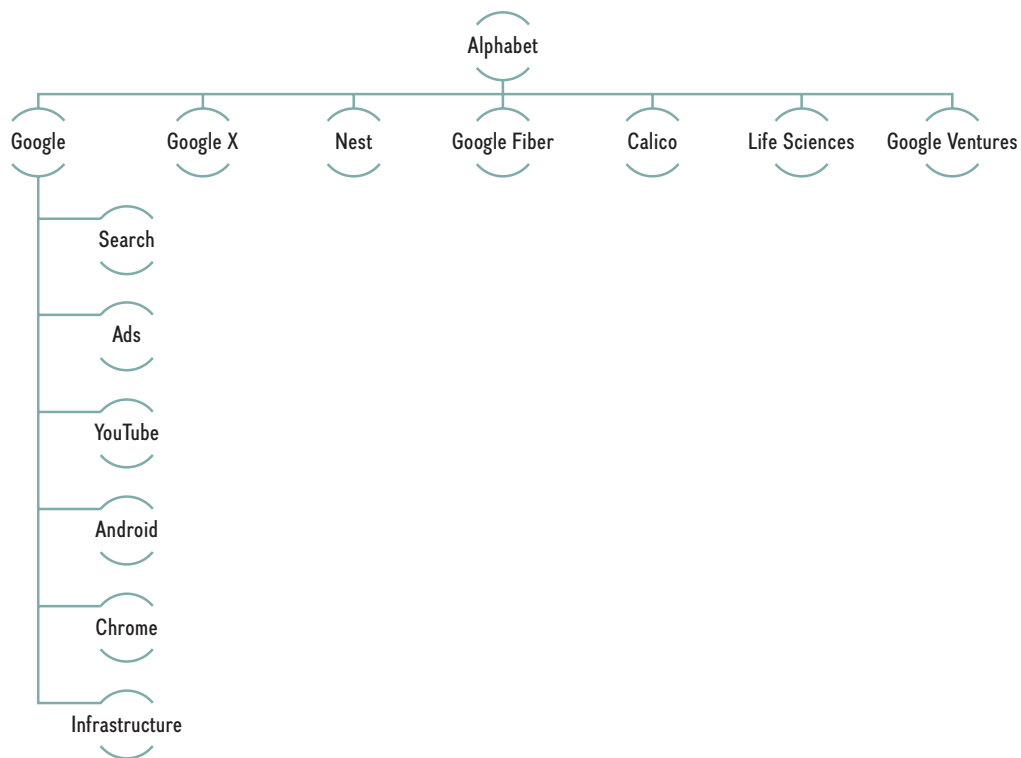 Alphabet
Google
Google X
Nest
Google Fiber
Calico
Life Sciences
Google Ventures
Search
Ads
YouTube
Android
Chrome
Infrastructure